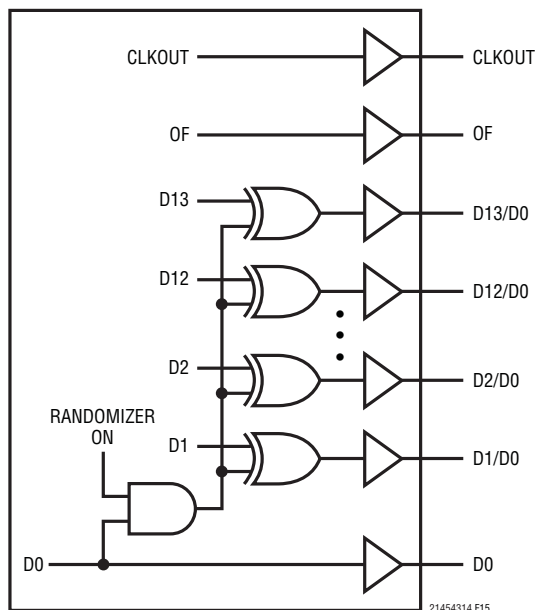 CLKOUT CLKOUT
OF OF
D13 D13/D0
D12 D12/D0
D2 D2/D0
RANDOMIZER
ON
D1 D1/D0
D0 D0
21454314 F15